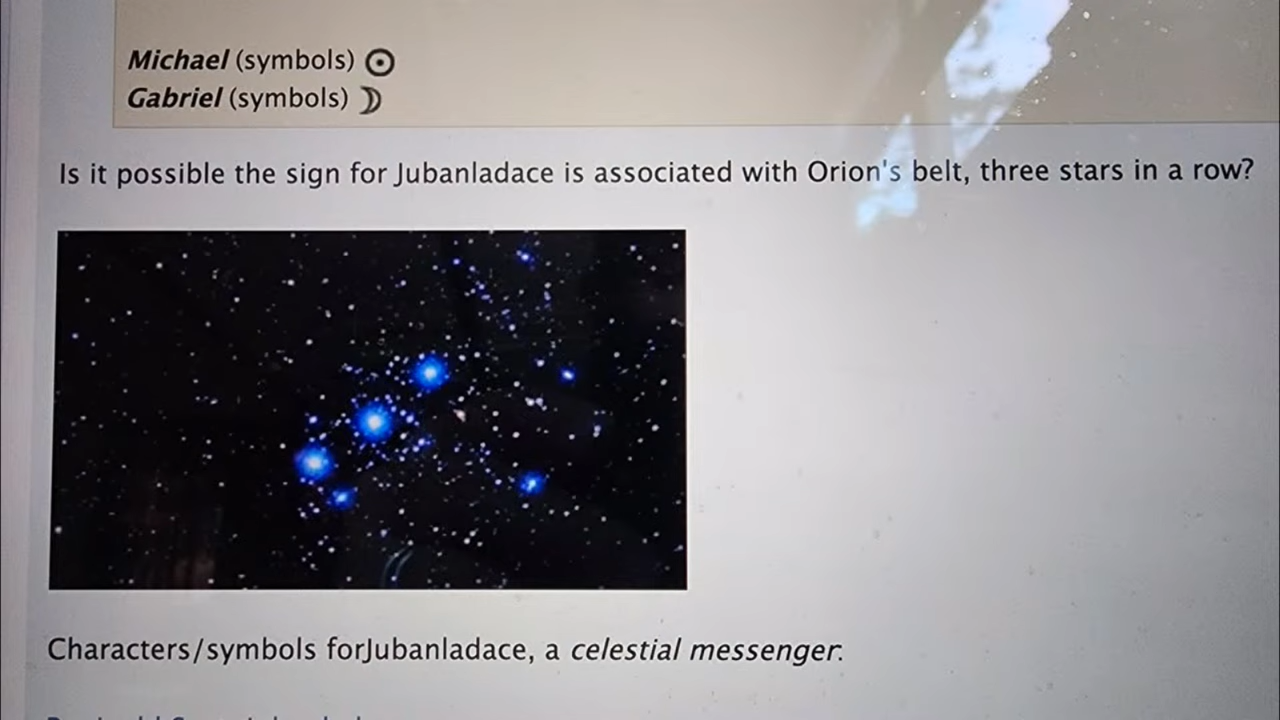 Michael (symbols) ☉
Gabriel (symbols) ☽
Is it possible the sign for Jubanladace is associated with Orion's belt, three stars in a row?
Characters/symbols forJubanladace, a celestial messenger.